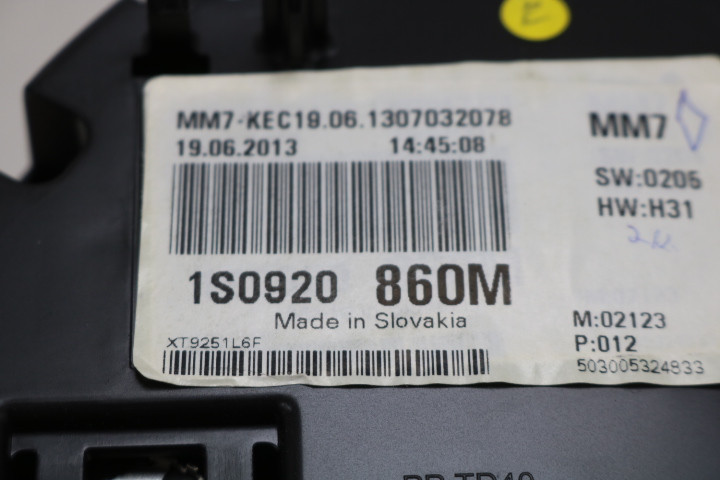 E
MM7-KEC19.06.1307032078
19.06.2013 14:45:08
MM7
SW:0205
HW:H31
1S0920 860M
Made in Slovakia
M:02123
P:012
XT9251L6F
503005324833